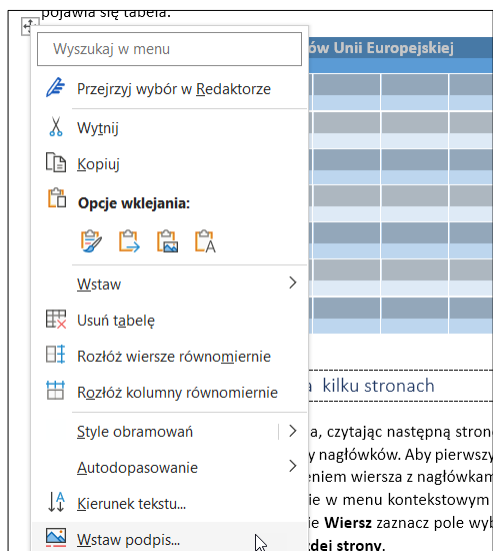 pojawia się tabela.
Wyszukaj w menu
ów Unii Europejskiej
Przejrzyj wybór w Redaktorze
Wytnij
Kopiuj
Opcje wklejania:
Wstaw
Usuń tabelę
Rozłóż wiersze równomiernie
Rozłóż kolumny równomiernie
kilku stronach
Style obramowań
a, czytając następną stron
y nagłówków. Aby pierwszy
Autodopasowanie
eniem wiersza z nagłówkam
Kierunek tekstu...
ie w menu kontekstowym
ie Wiersz zaznacz pole wyb
Wstaw podpis...
żdej strony.